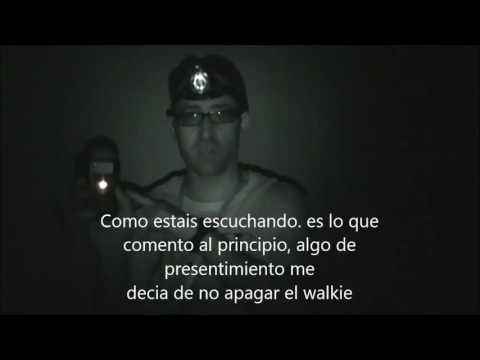 Como estais escuchando. es lo que
comento al principio, algo de
presentimiento me
decia de no apagar el walkie